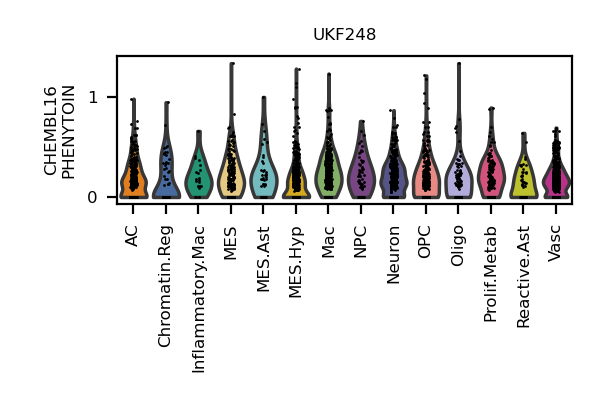 UKF248
CHEMBL16
PHENYTOIN
1
0
AC
Chromatin.Reg
Inflammatory.Mac
MES
MES.Ast
MES.Hyp
Mac
NPC
Neuron
OPC
Oligo
Prolif.Metab
Reactive.Ast
Vasc